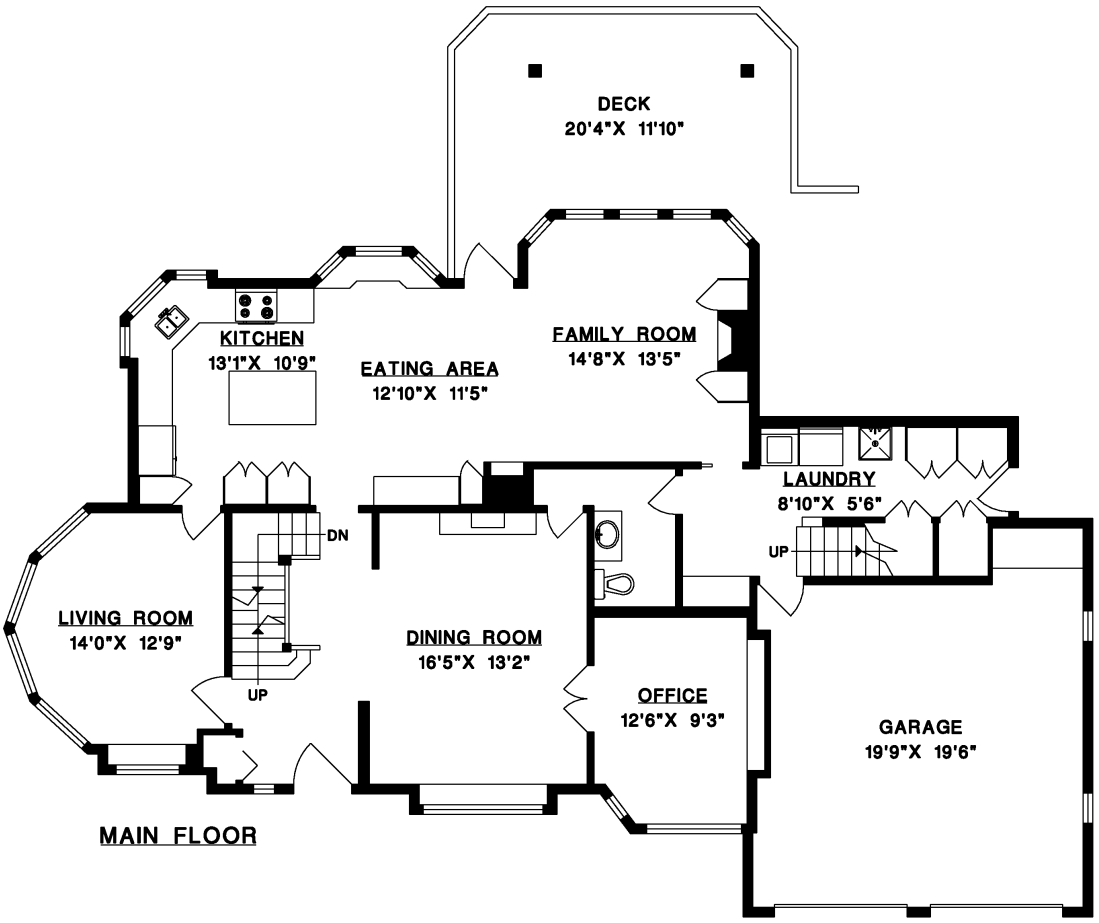 DECK
20'4"X 11'10"
FAMILY ROOM
14'8"X 13'5"
KITCHEN
13'1"X 10'9"
EATING AREA
12'10"X 11'5"
LAUNDRY
8'10"X 5'6"
DN
UP
LIVING ROOM
14'0"X 12'9"
DINING ROOM
16'5"X 13'2"
UP
OFFICE
12'6"X 9'3"
GARAGE
19'9"X 19'6"
MAIN FLOOR